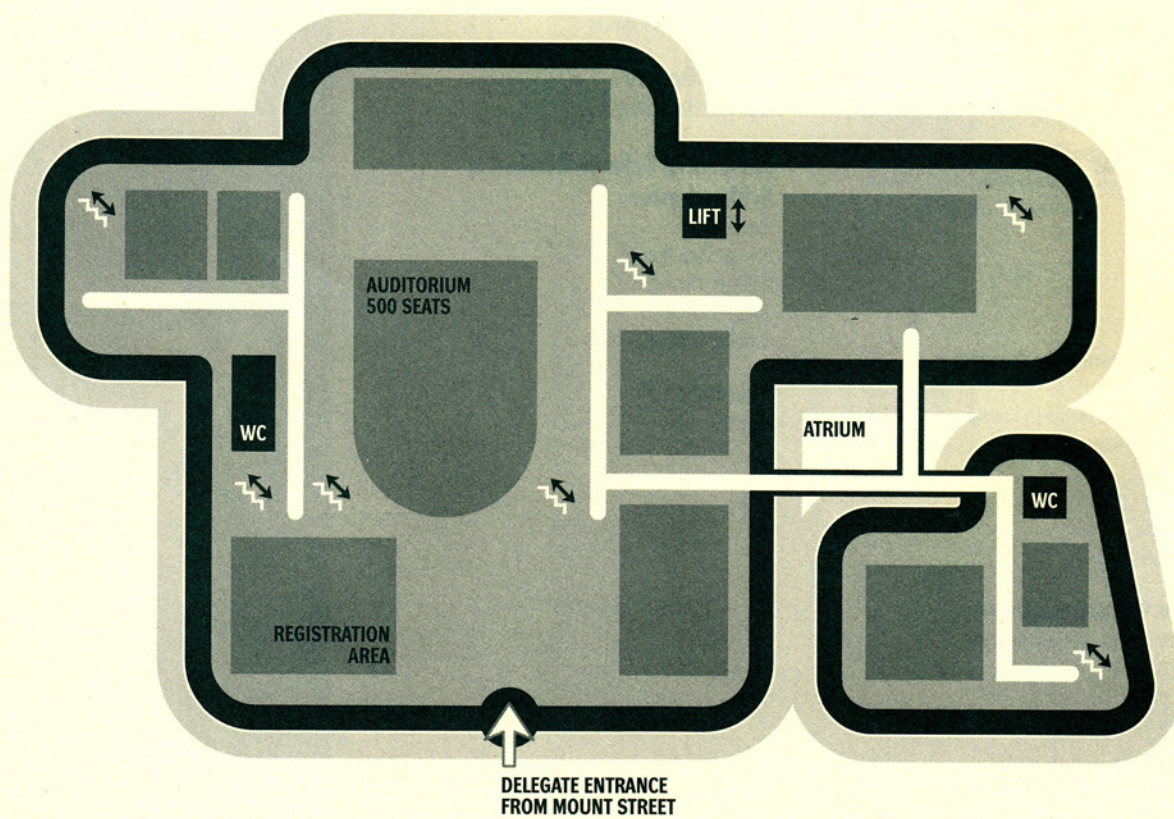 LIFT
AUDITORIUM
500 SEATS
WC
ATRIUM
WC
REGISTRATION
AREA
DELEGATE ENTRANCE
FROM MOUNT STREET